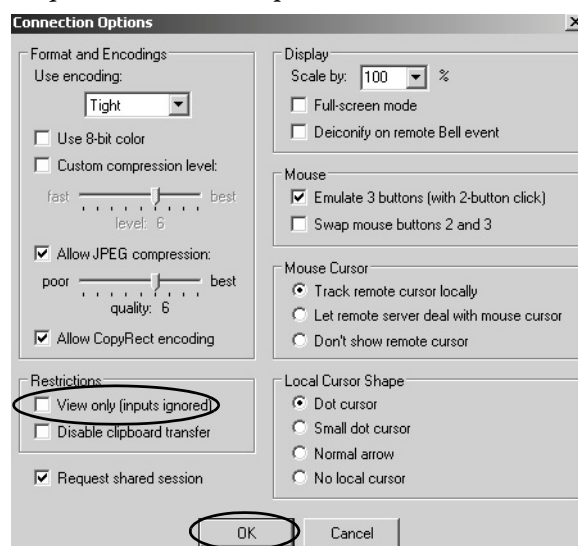 Connection Options
Format and Encodings
Use encoding:
Tight
Use 8-bit color
Custom compression level:
fast best
level: 6
Allow JPEG compression:
poor best
quality: 6
Allow CopyRect encoding
Restrictions
View only (inputs ignored)
Disable clipboard transfer
Request shared session
Display
Scale by: 100 %
Full-screen mode
Deiconify on remote Bell event
Mouse
Emulate 3 buttons (with 2-button click)
Swap mouse buttons 2 and 3
Mouse Cursor
Track remote cursor locally
Let remote server deal with mouse cursor
Don't show remote cursor
Local Cursor Shape
Dot cursor
Small dot cursor
Normal arrow
No local cursor
OK Cancel